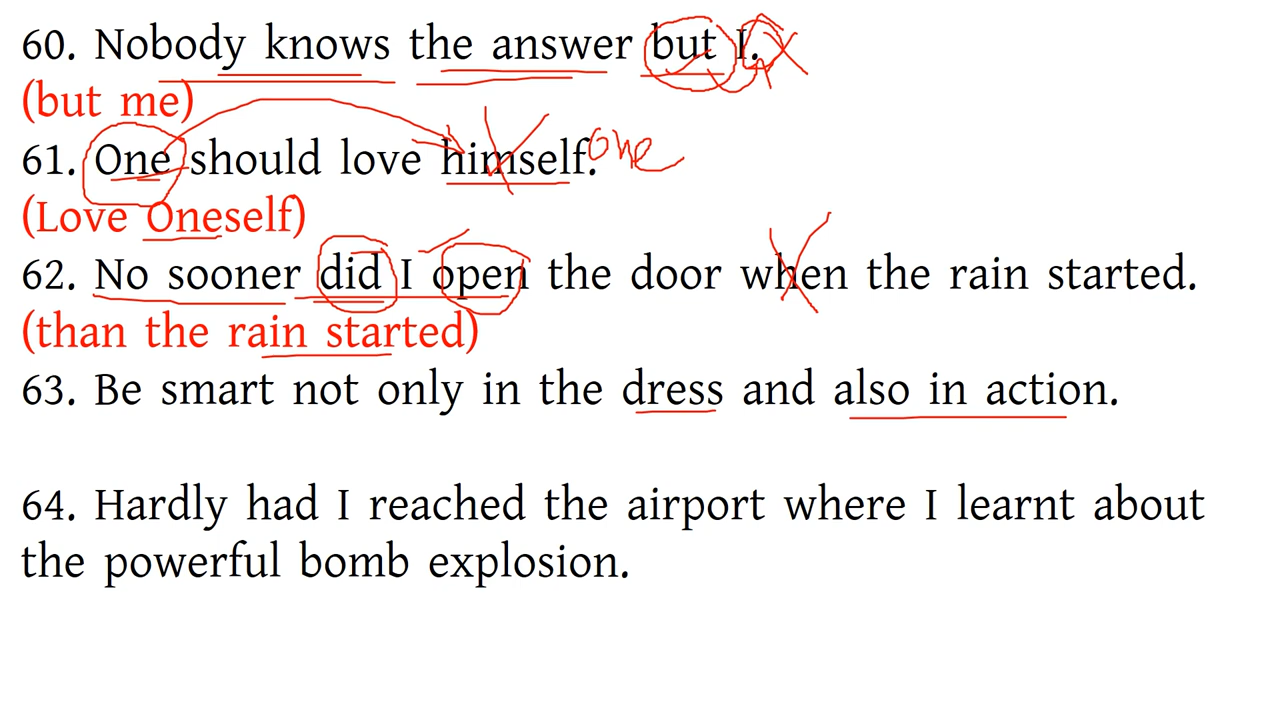 60. Nobody knows the answer but I.
(but me)
61. One should love himself. one
(Love Oneself)
62. No sooner did I open the door when the rain started.
(than the rain started)
63. Be smart not only in the dress and also in action.
64. Hardly had I reached the airport where I learnt about
the powerful bomb explosion.